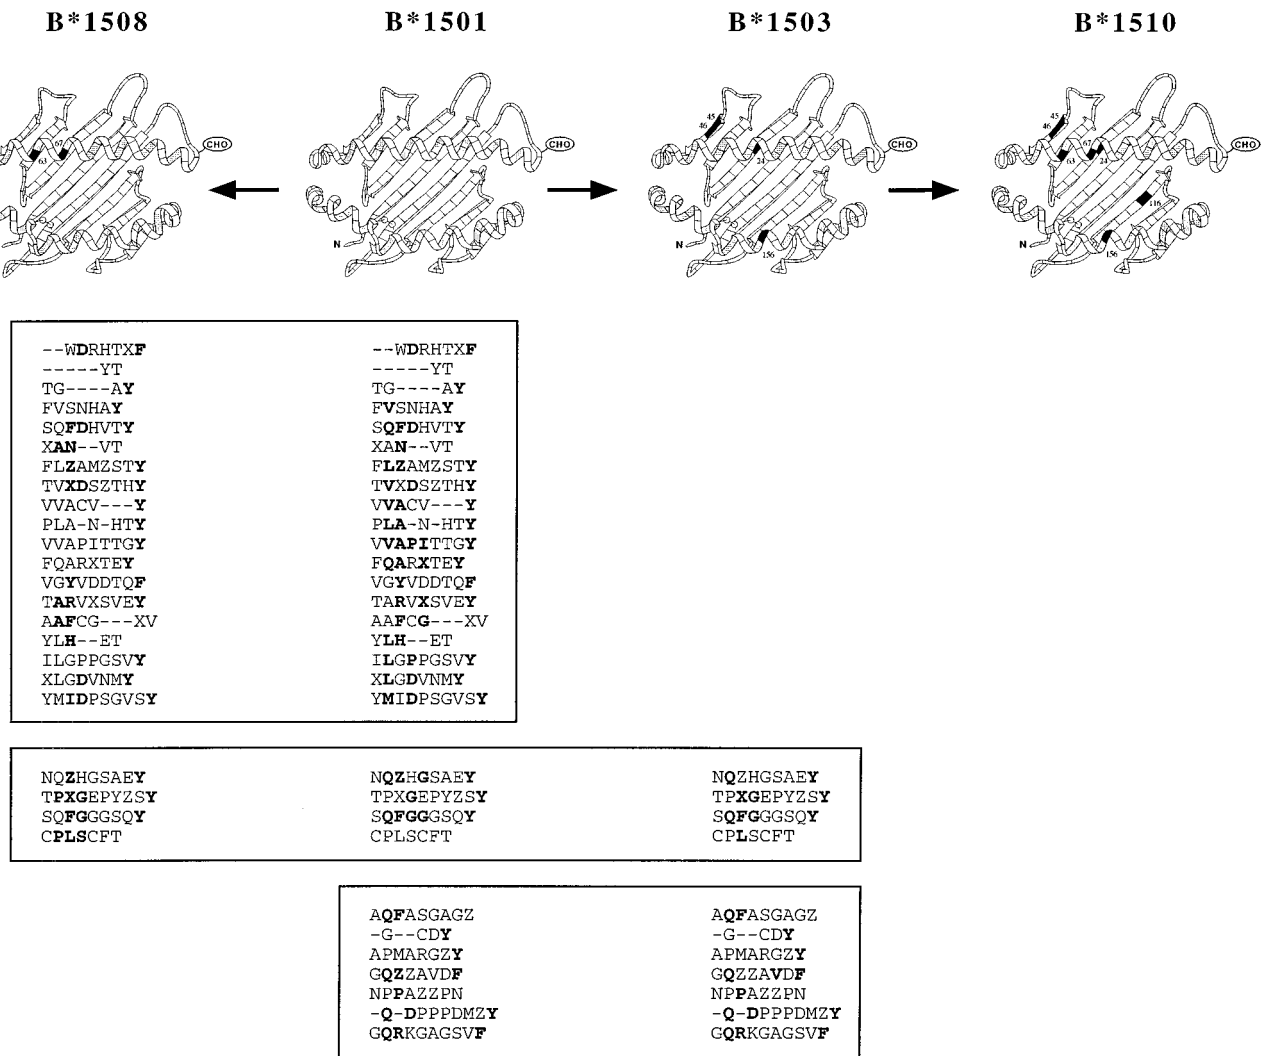 B*1508 B*1501 B*1503 B*1510
63 67 CHO
N CHO
45 46 24 156 N CHO
45 46 67 63 24 116 156 N CHO
--WDRHTXF --WDRHTXF
-----YT -----YT
TG----AY TG----AY
FVSNHAY FVSNHAY
SQFDHVTY SQFDHVTY
XAN--VT XAN--VT
FLZAMZSTY FLZAMZSTY
TVXDSZTHY TVXDSZTHY
VVACV---Y VVACV---Y
PLA-N-HTY PLA-N-HTY
VVAPITTGY VVAPITTGY
FQARXTEY FQARXTEY
VGYVDDTQF VGYVDDTQF
TARVXSVEY TARVXSVEY
AAFCG---XV AAFCG---XV
YLH--ET YLH--ET
ILGPPGSVY ILGPPGSVY
XLGDVNMY XLGDVNMY
YMIDPSGVSY YMIDPSGVSY
NQZHGSAEY NQZHGSAEY NQZHGSAEY
TPXGEPYZSY TPXGEPYZSY TPXGEPYZSY
SQFGGGSQY SQFGGGSQY SQFGGGSQY
CPLSCFT CPLSCFT CPLSCFT
AQFASGAGZ AQFASGAGZ
-G--CDY -G--CDY
APMARGZY APMARGZY
GQZZAVDF GQZZAVDF
NPPAZZPN NPPAZZPN
-Q-DPPPDMZY -Q-DPPPDMZY
GQRKGAGSVF GQRKGAGSVF